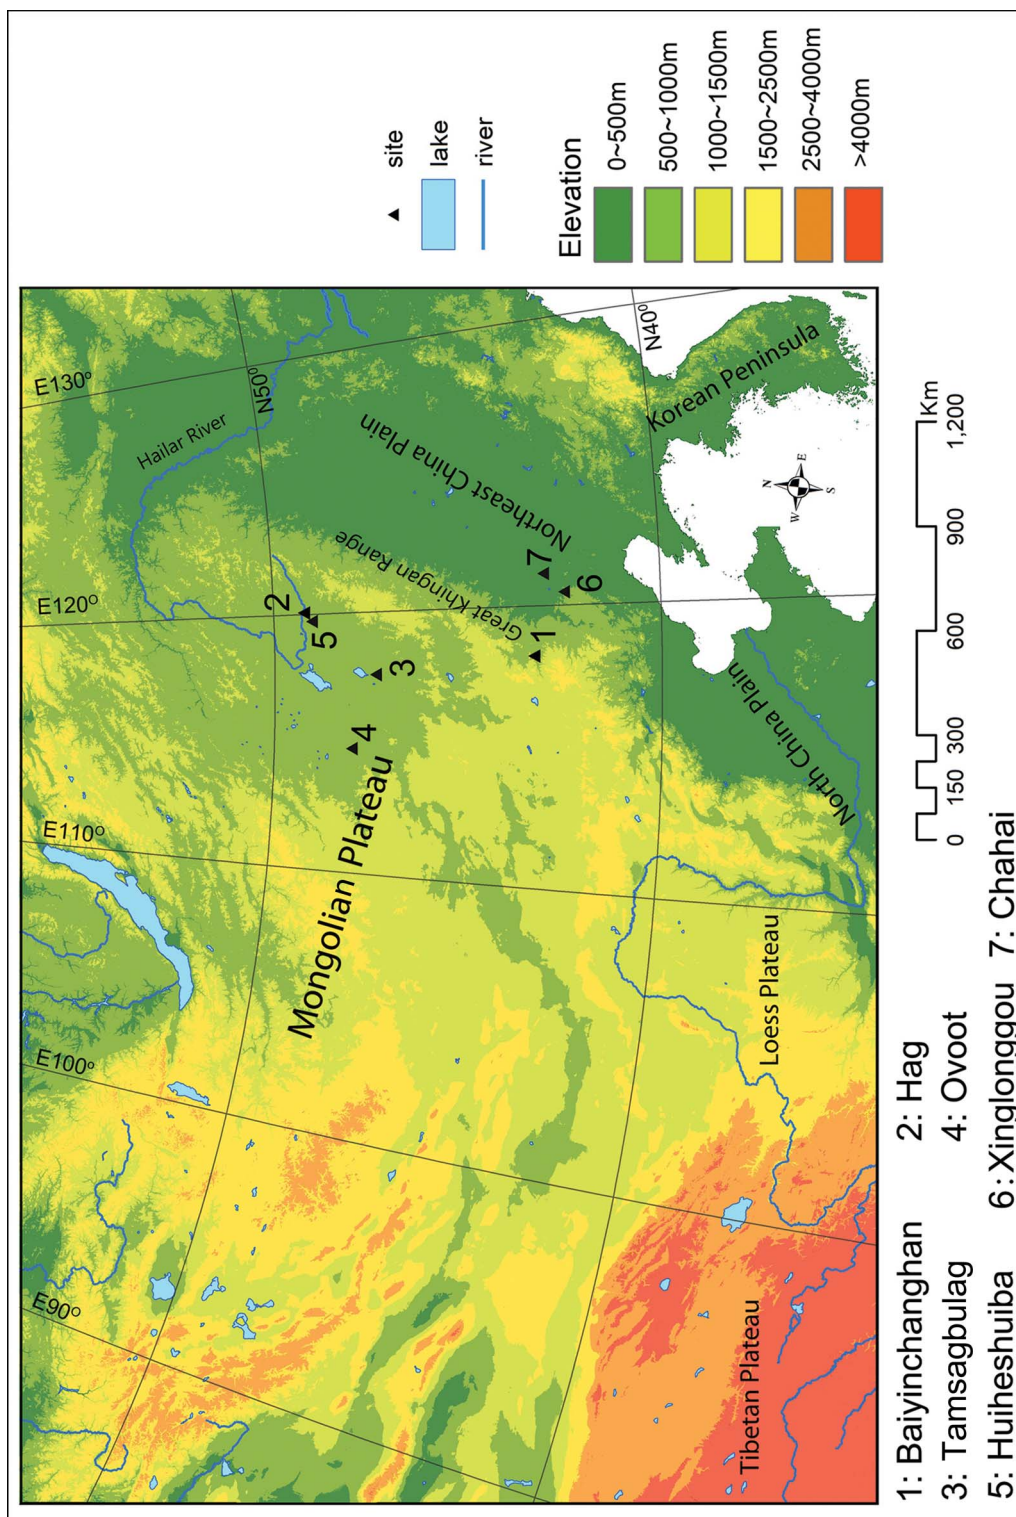 E90°
E100°
E110°
E120°
E130°
N50°
N40°
Hailar River
Northeast China Plain
Great Khingan Range
Mongolian Plateau
Korean Peninsula
North China Plain
Loess Plateau
Tibetan Plateau
1
2
3
4
5
6
7
N
W
E
S
site
lake
river
Elevation
0~500m
500~1000m
1000~1500m
1500~2500m
2500~4000m
>4000m
0 150 300 600 900 1,200
Km
1: Baiyinchanghan 2: Hag
3: Tamsagbulag 4: Ovoot
5: Huiheshuiba 6: Xinglonggou 7: Chahai